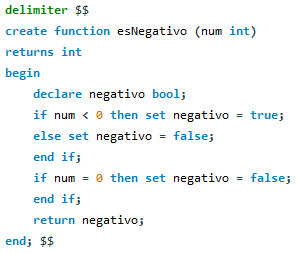 delimiter $$
create function esNegativo (num int)
returns int
begin
    declare negativo bool;
    if num < 0 then set negativo = true;
    else set negativo = false;
    end if;
    if num = 0 then set negativo = false;
    end if;
    return negativo;
end; $$